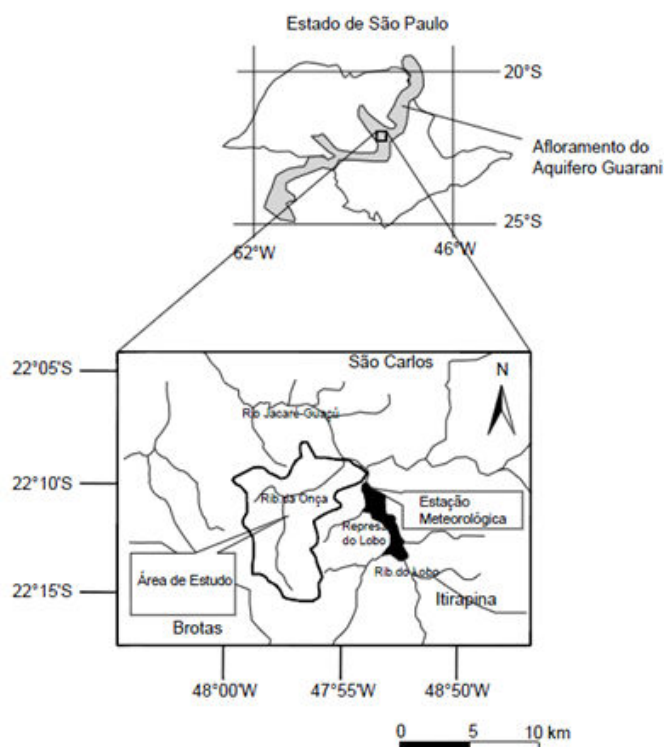 Estado de São Paulo
20°S
Afloramento do
Aquifero Guarani
25°S
62°W
46°W
22°05'S
São Carlos
N
Rio Jacaré-Guaçú
22°10'S
Rib. da Onça
Estação
Meteorológica
Represa
do Lobo
Área de Estudo
Rib. do Lobo
22°15'S
Itirapina
Brotas
48°00'W
47°55'W
48°50'W
0 5 10 km